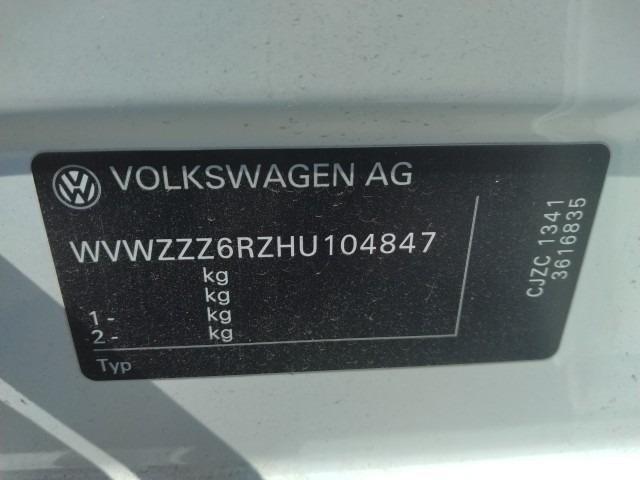 VOLKSWAGEN AG
WVWZZZ6RZHU104847
kg
kg
1 - kg
2 - kg
Typ
CJZC 1341
3616835